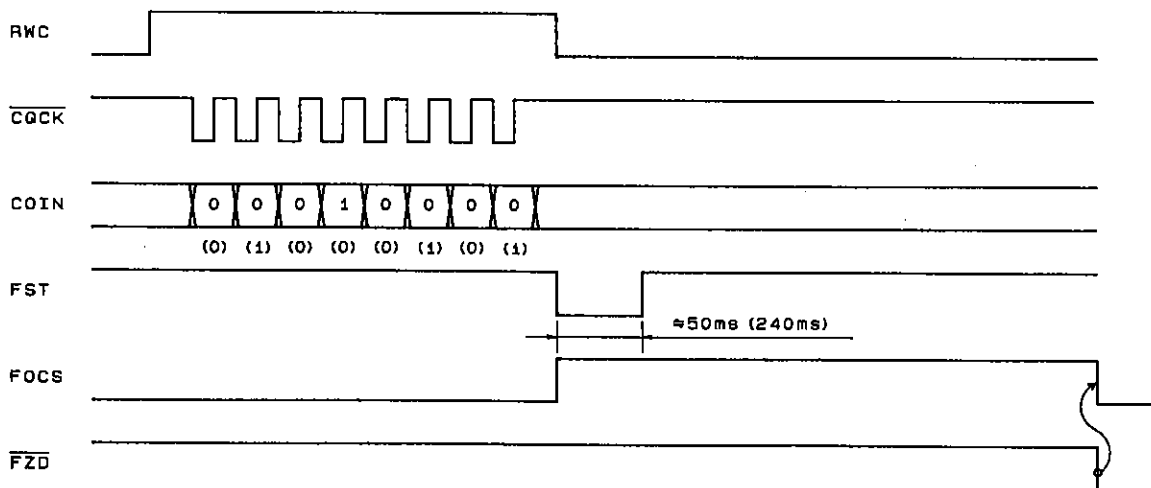 RWC
CQCK
COIN 0 0 0 1 0 0 0 0
(0) (1) (0) (0) (0) (1) (0) (1)
FST
≈50ms (240ms)
FOCS
FZD